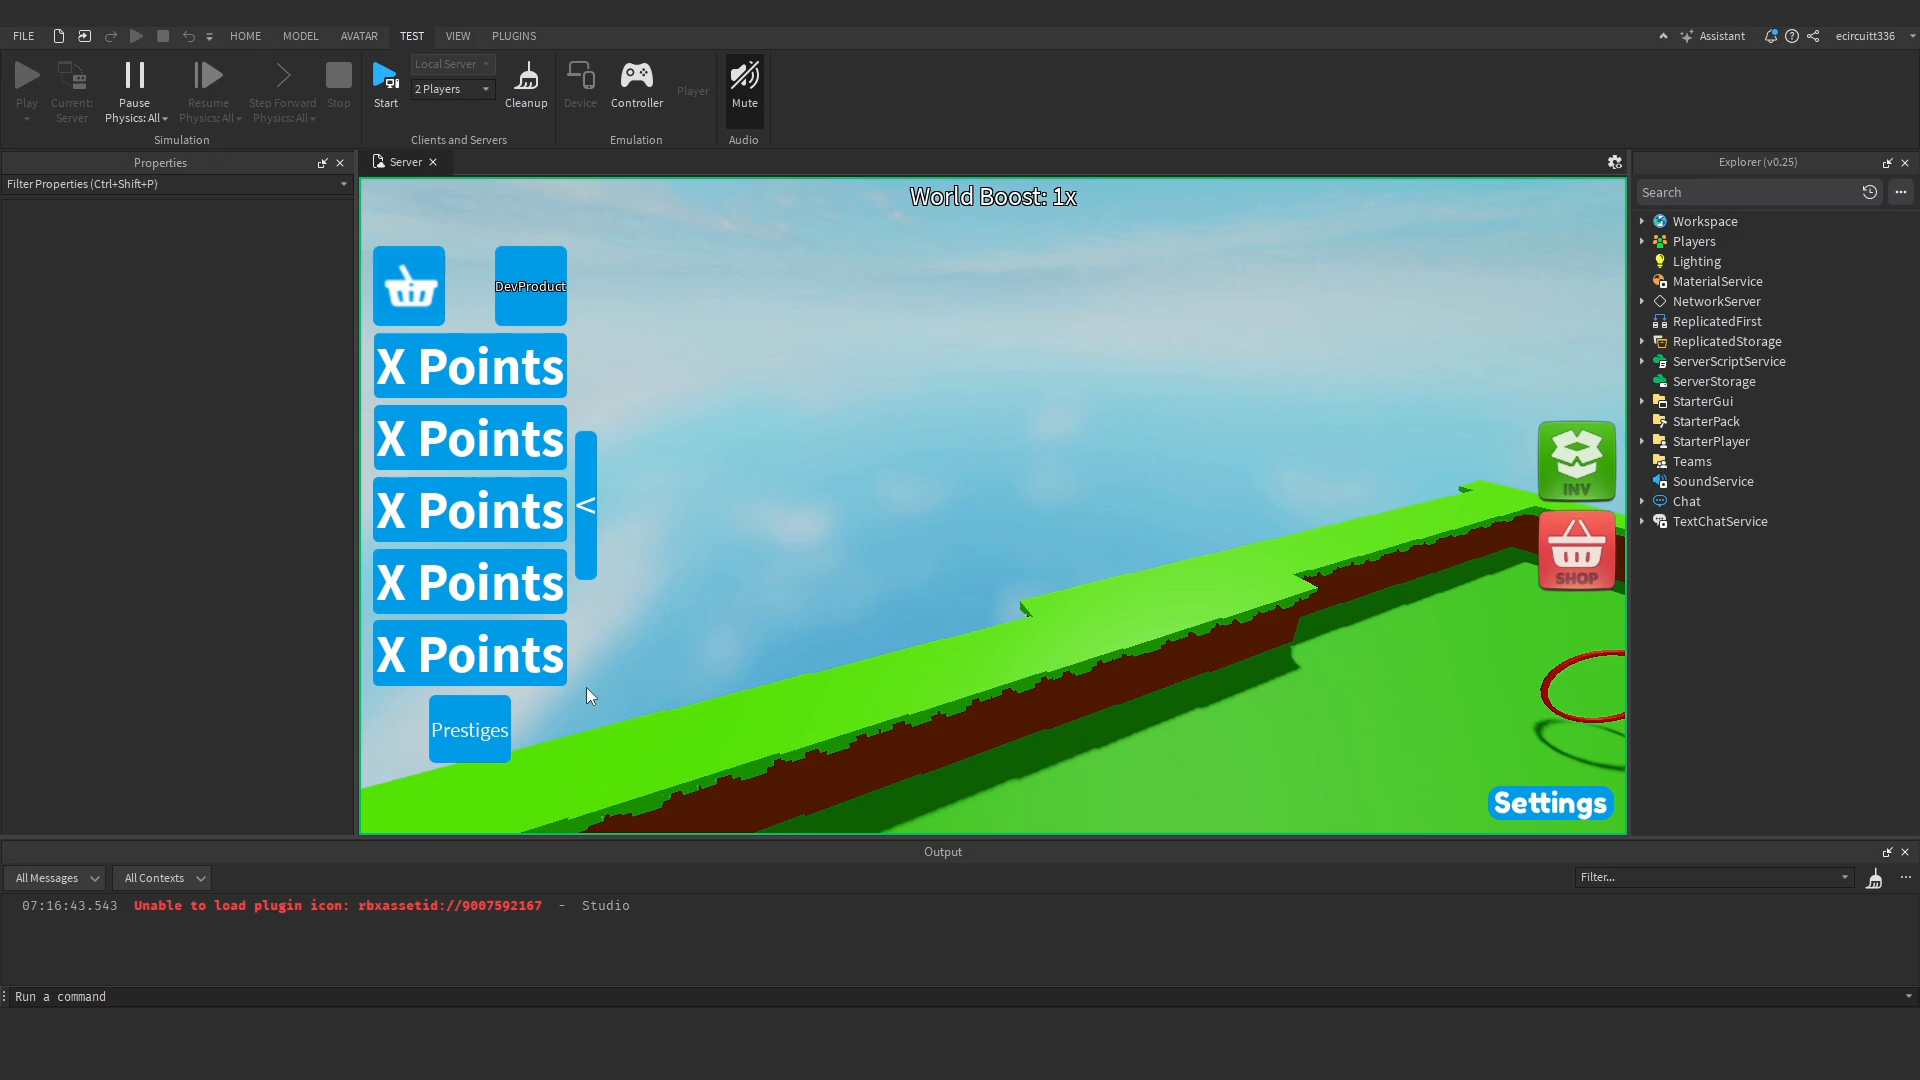 FILE HOME MODEL AVATAR TEST VIEW PLUGINS Assistant ecircuitt336
Play Current: Server Pause Physics: All Resume Physics: All Step Forward Physics: All Stop
Simulation
Start Local Server 2 Players Cleanup
Clients and Servers
Device Controller Player
Emulation
Mute
Audio
Properties
Filter Properties (Ctrl+Shift+P)
Server
World Boost: 1x
DevProduct
X Points
X Points
X Points
X Points
X Points
<
Prestiges
INV
SHOP
Settings
Explorer (v0.25)
Search
Workspace
Players
Lighting
MaterialService
NetworkServer
ReplicatedFirst
ReplicatedStorage
ServerScriptService
ServerStorage
StarterGui
StarterPack
StarterPlayer
Teams
SoundService
Chat
TextChatService
Output
All Messages All Contexts Filter...
07:16:43.543 Unable to load plugin icon: rbxassetid://9007592167 - Studio
Run a command